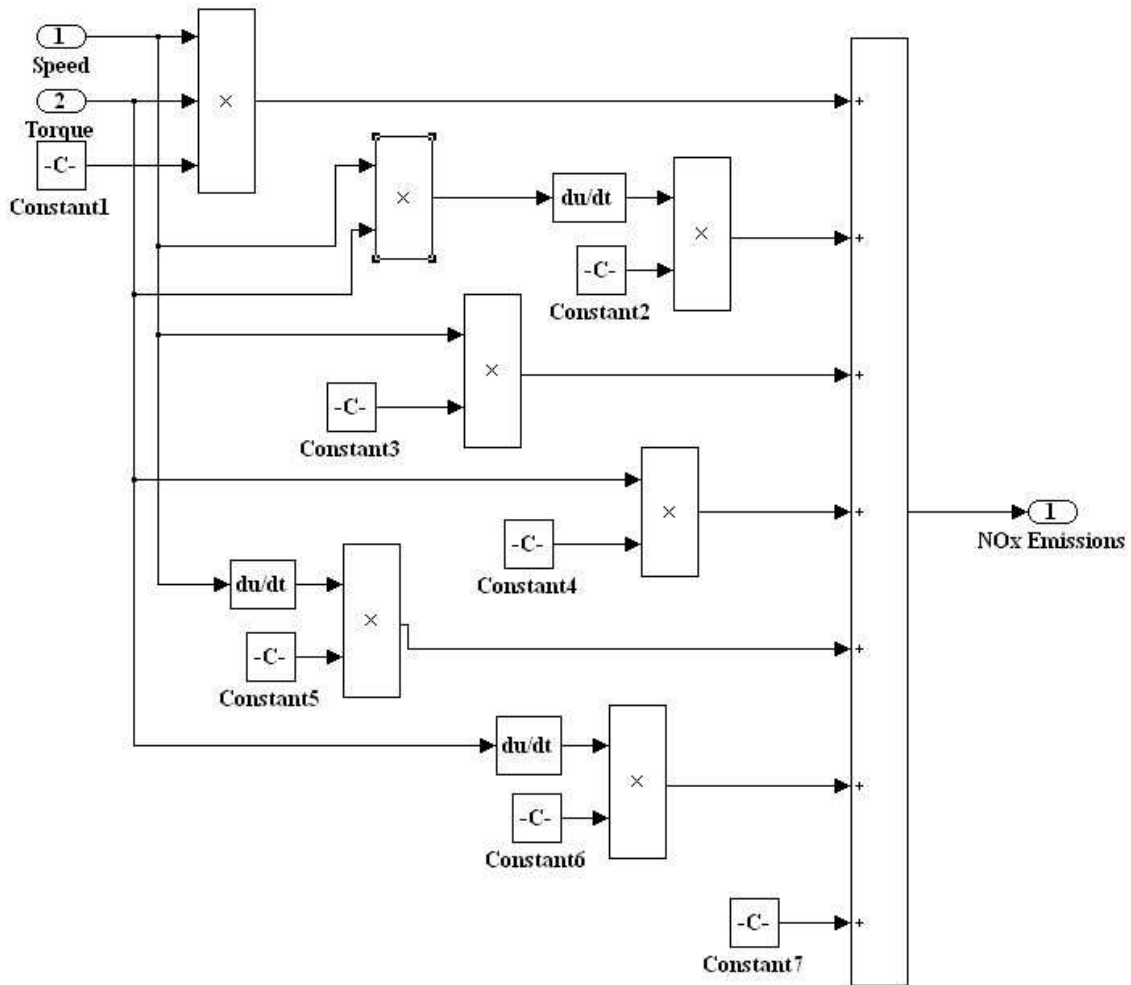 1
Speed
2
Torque
-C-
Constant1
×
+
×
du/dt
×
+
-C-
Constant2
×
+
-C-
Constant3
×
+
-C-
Constant4
1
NOx Emissions
du/dt
×
+
-C-
Constant5
du/dt
×
+
-C-
Constant6
-C-
+
Constant7